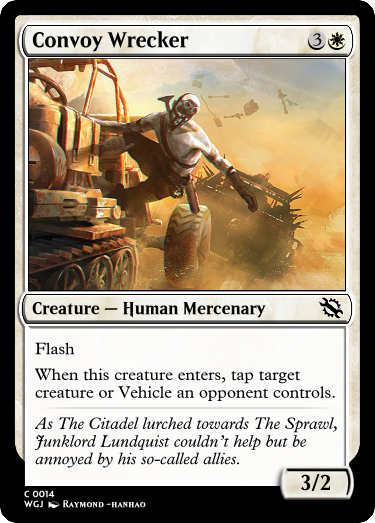 Convoy Wrecker 3
Creature — Human Mercenary
Flash
When this creature enters, tap target
creature or Vehicle an opponent controls.
As The Citadel lurched towards The Sprawl,
Junklord Lundquist couldn't help but be
annoyed by his so-called allies.
3/2
C 0014
WGJ Raymond -hanhao